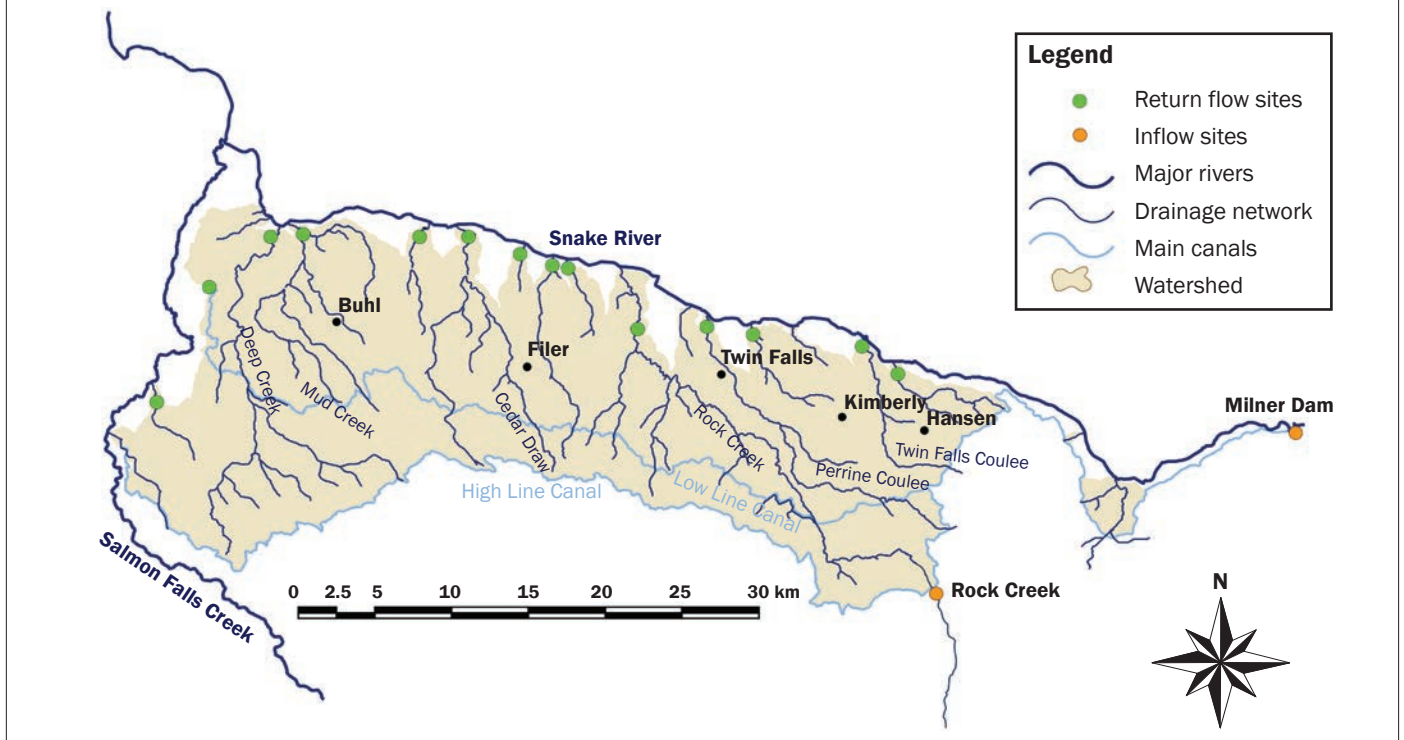 Legend
Return flow sites
Inflow sites
Major rivers
Drainage network
Main canals
Watershed
Snake River
Buhl
Filer
Twin Falls
Kimberly
Hansen
Milner Dam
Deep Creek
Mud Creek
Cedar Draw
Rock Creek
Perrine Coulee
Twin Falls Coulee
High Line Canal
Low Line Canal
Salmon Falls Creek
Rock Creek
0 2.5 5 10 15 20 25 30 km
N